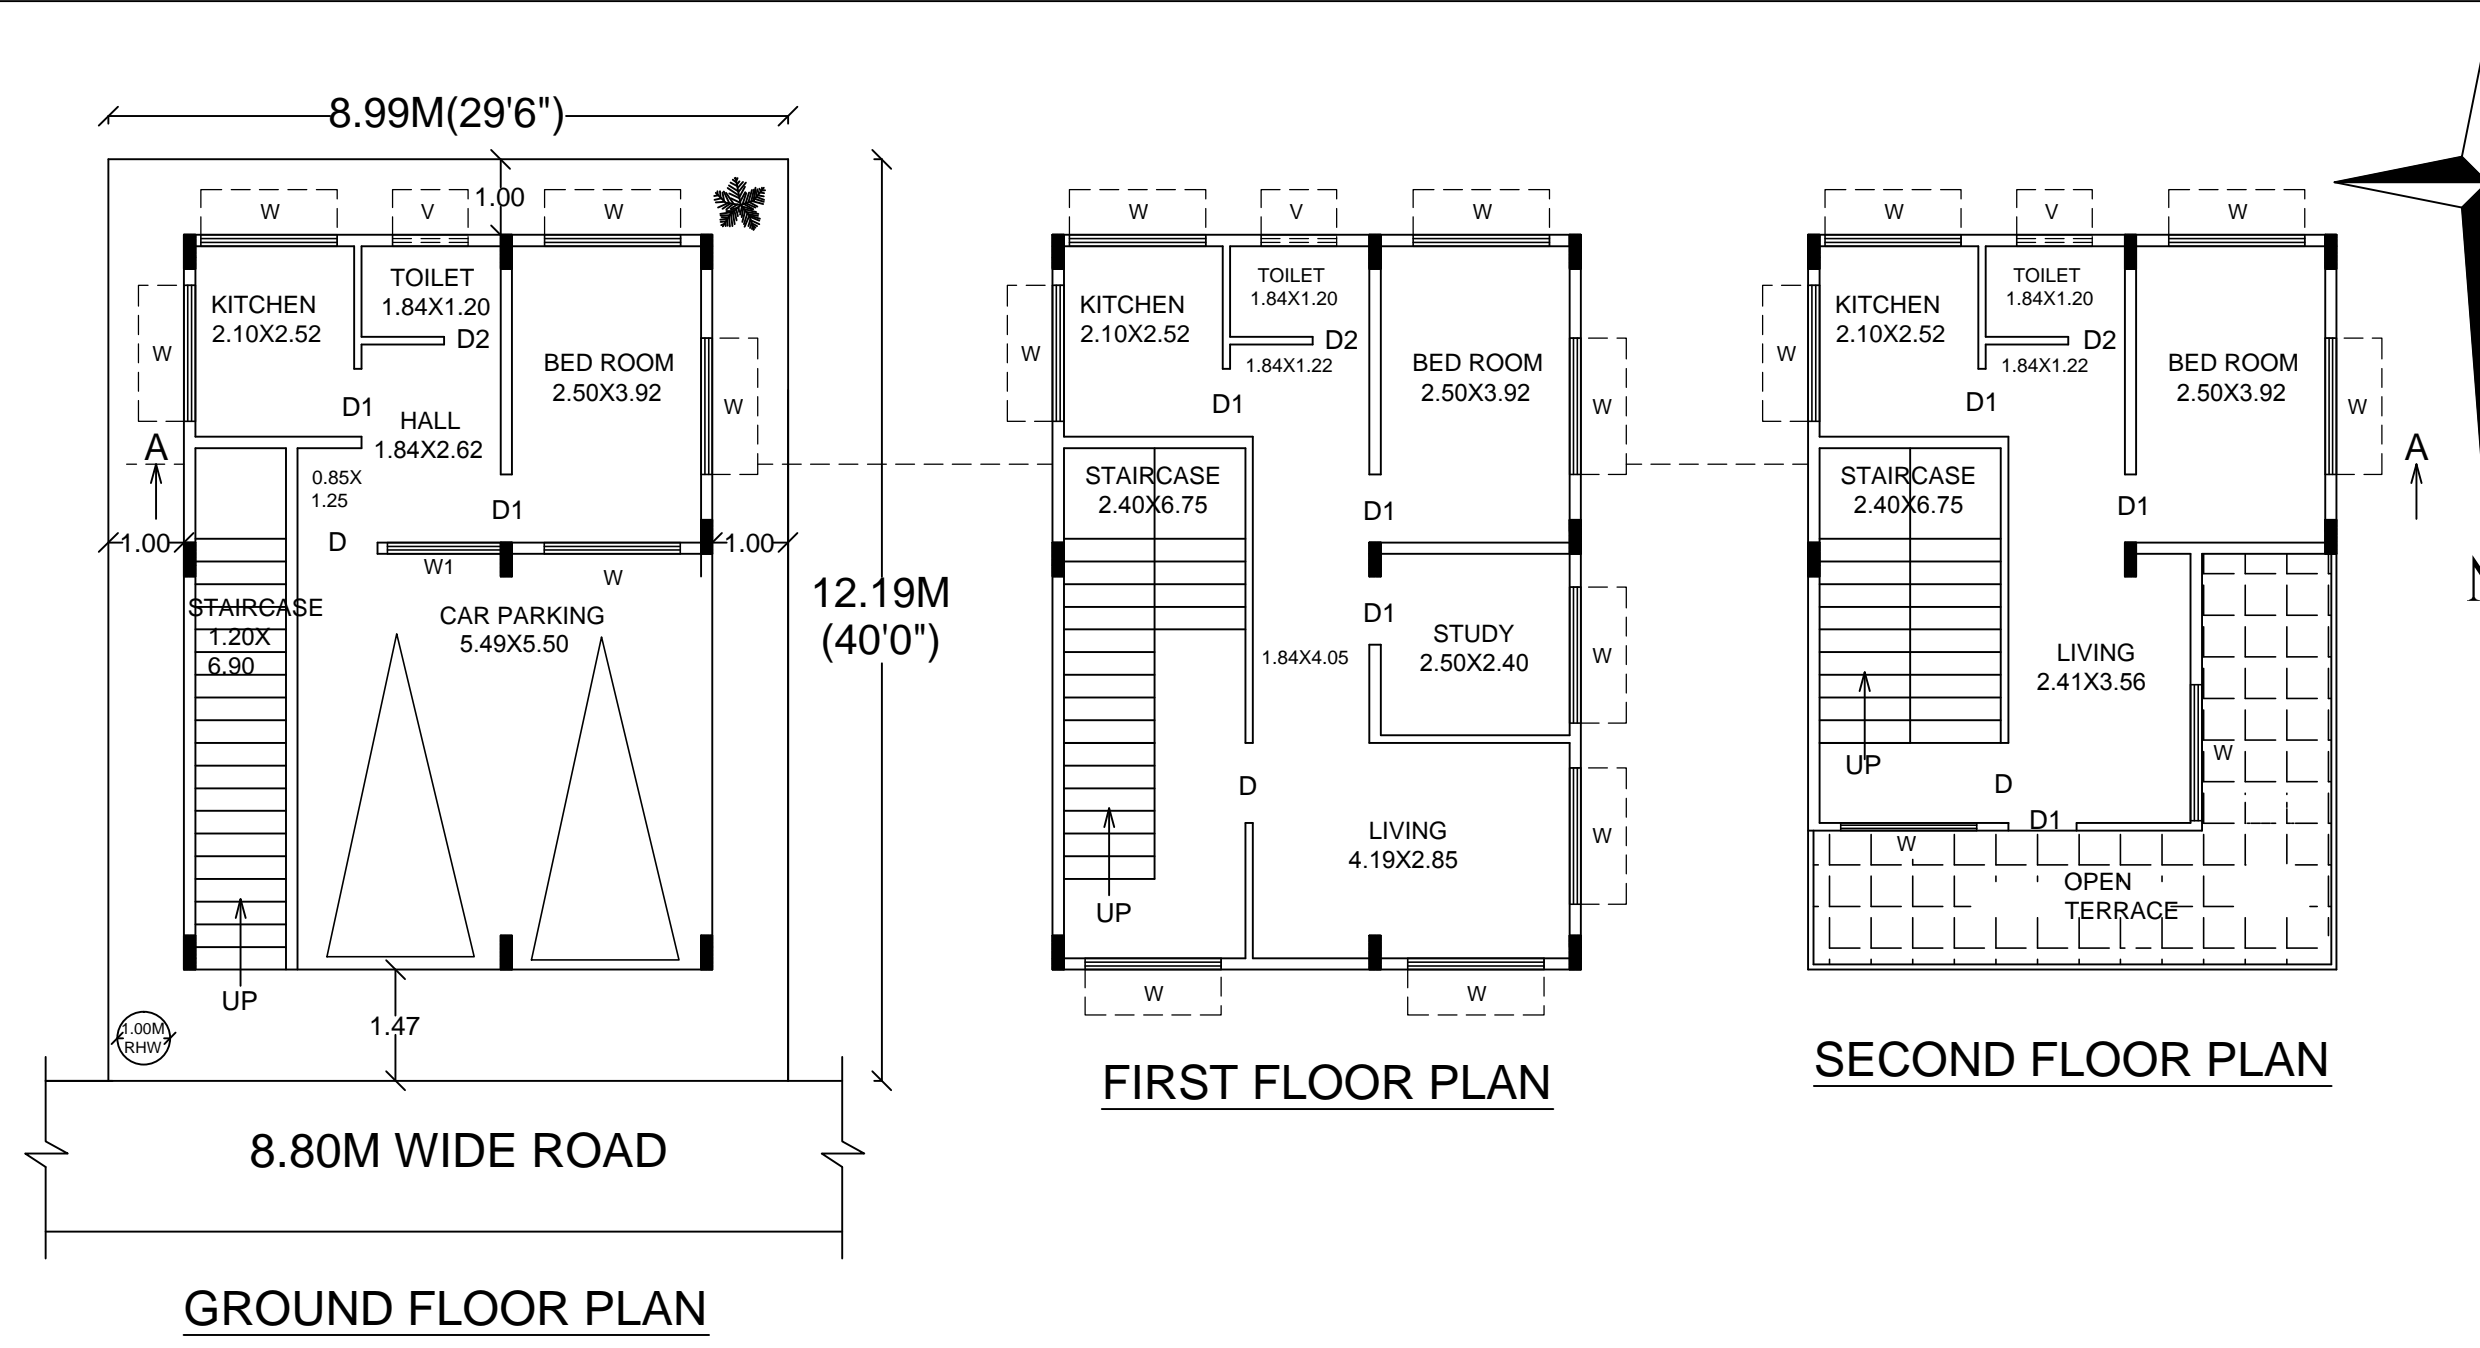 8.99M(29'6")
1.00
W
V
W
KITCHEN
2.10X2.52
TOILET
1.84X1.20
D2
BED ROOM
2.50X3.92
W
W
D1
HALL
1.84X2.62
A
0.85X
1.25
D1
D
1.00
1.00
W1
W
STAIRCASE
1.20X
6.90
CAR PARKING
5.49X5.50
12.19M
(40'0")
UP
1.00M
RHW
1.47
8.80M WIDE ROAD
GROUND FLOOR PLAN
W
V
W
KITCHEN
2.10X2.52
TOILET
1.84X1.20
D2
1.84X1.22
BED ROOM
2.50X3.92
W
W
D1
STAIRCASE
2.40X6.75
D1
D1
STUDY
2.50X2.40
W
1.84X4.05
D
LIVING
4.19X2.85
W
UP
W
W
FIRST FLOOR PLAN
W
V
W
KITCHEN
2.10X2.52
TOILET
1.84X1.20
D2
1.84X1.22
BED ROOM
2.50X3.92
W
W
D1
A
STAIRCASE
2.40X6.75
D1
LIVING
2.41X3.56
W
UP
D
D1
W
OPEN
TERRACE
SECOND FLOOR PLAN